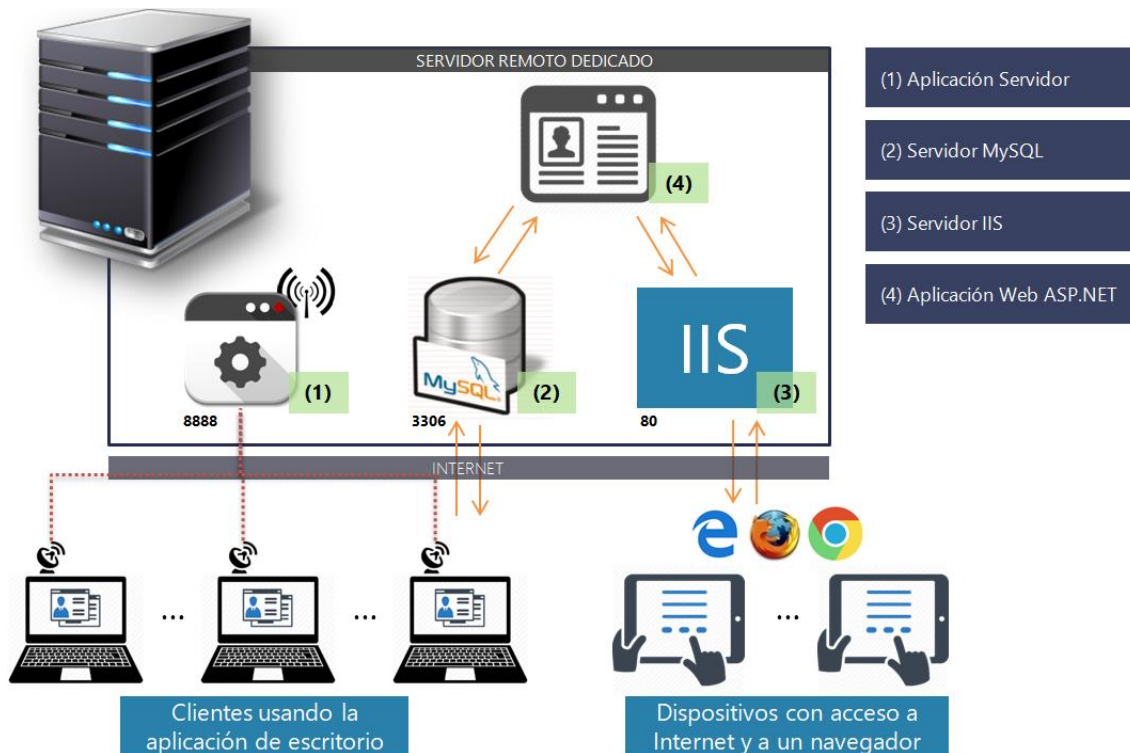 SERVIDOR REMOTO DEDICADO
(4)
(1)
8888
MySQL
(2)
3306
IIS
(3)
80
INTERNET
...
...
...
Clientes usando la
aplicación de escritorio
Dispositivos con acceso a
Internet y a un navegador
(1) Aplicación Servidor
(2) Servidor MySQL
(3) Servidor IIS
(4) Aplicación Web ASP.NET